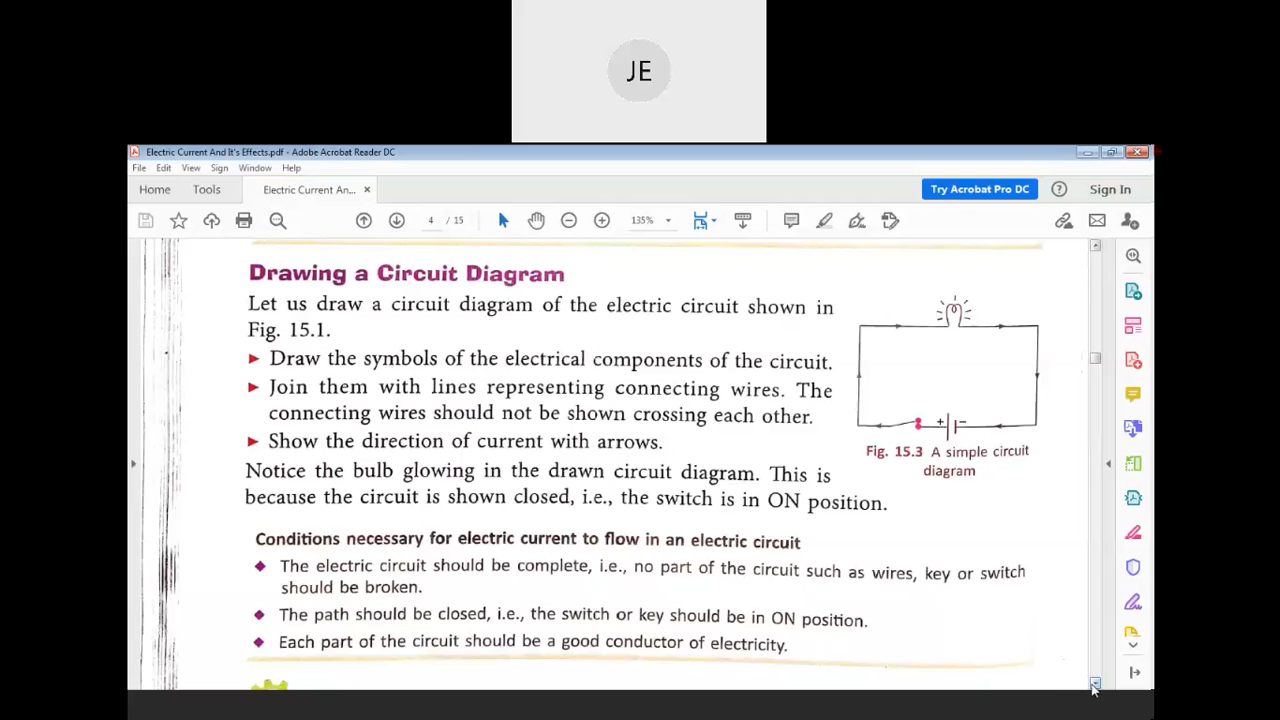 JE
Electric Current And It's Effects.pdf - Adobe Acrobat Reader DC
File Edit View Sign Window Help
Home Tools Electric Current An... × Try Acrobat Pro DC Sign In
4 / 15 135%
Drawing a Circuit Diagram
Let us draw a circuit diagram of the electric circuit shown in
Fig. 15.1.
Draw the symbols of the electrical components of the circuit.
Join them with lines representing connecting wires. The
connecting wires should not be shown crossing each other.
Show the direction of current with arrows.
Notice the bulb glowing in the drawn circuit diagram. This is
because the circuit is shown closed, i.e., the switch is in ON position.
+ −
Fig. 15.3 A simple circuit
diagram
Conditions necessary for electric current to flow in an electric circuit
The electric circuit should be complete, i.e., no part of the circuit such as wires, key or switch
should be broken.
The path should be closed, i.e., the switch or key should be in ON position.
Each part of the circuit should be a good conductor of electricity.